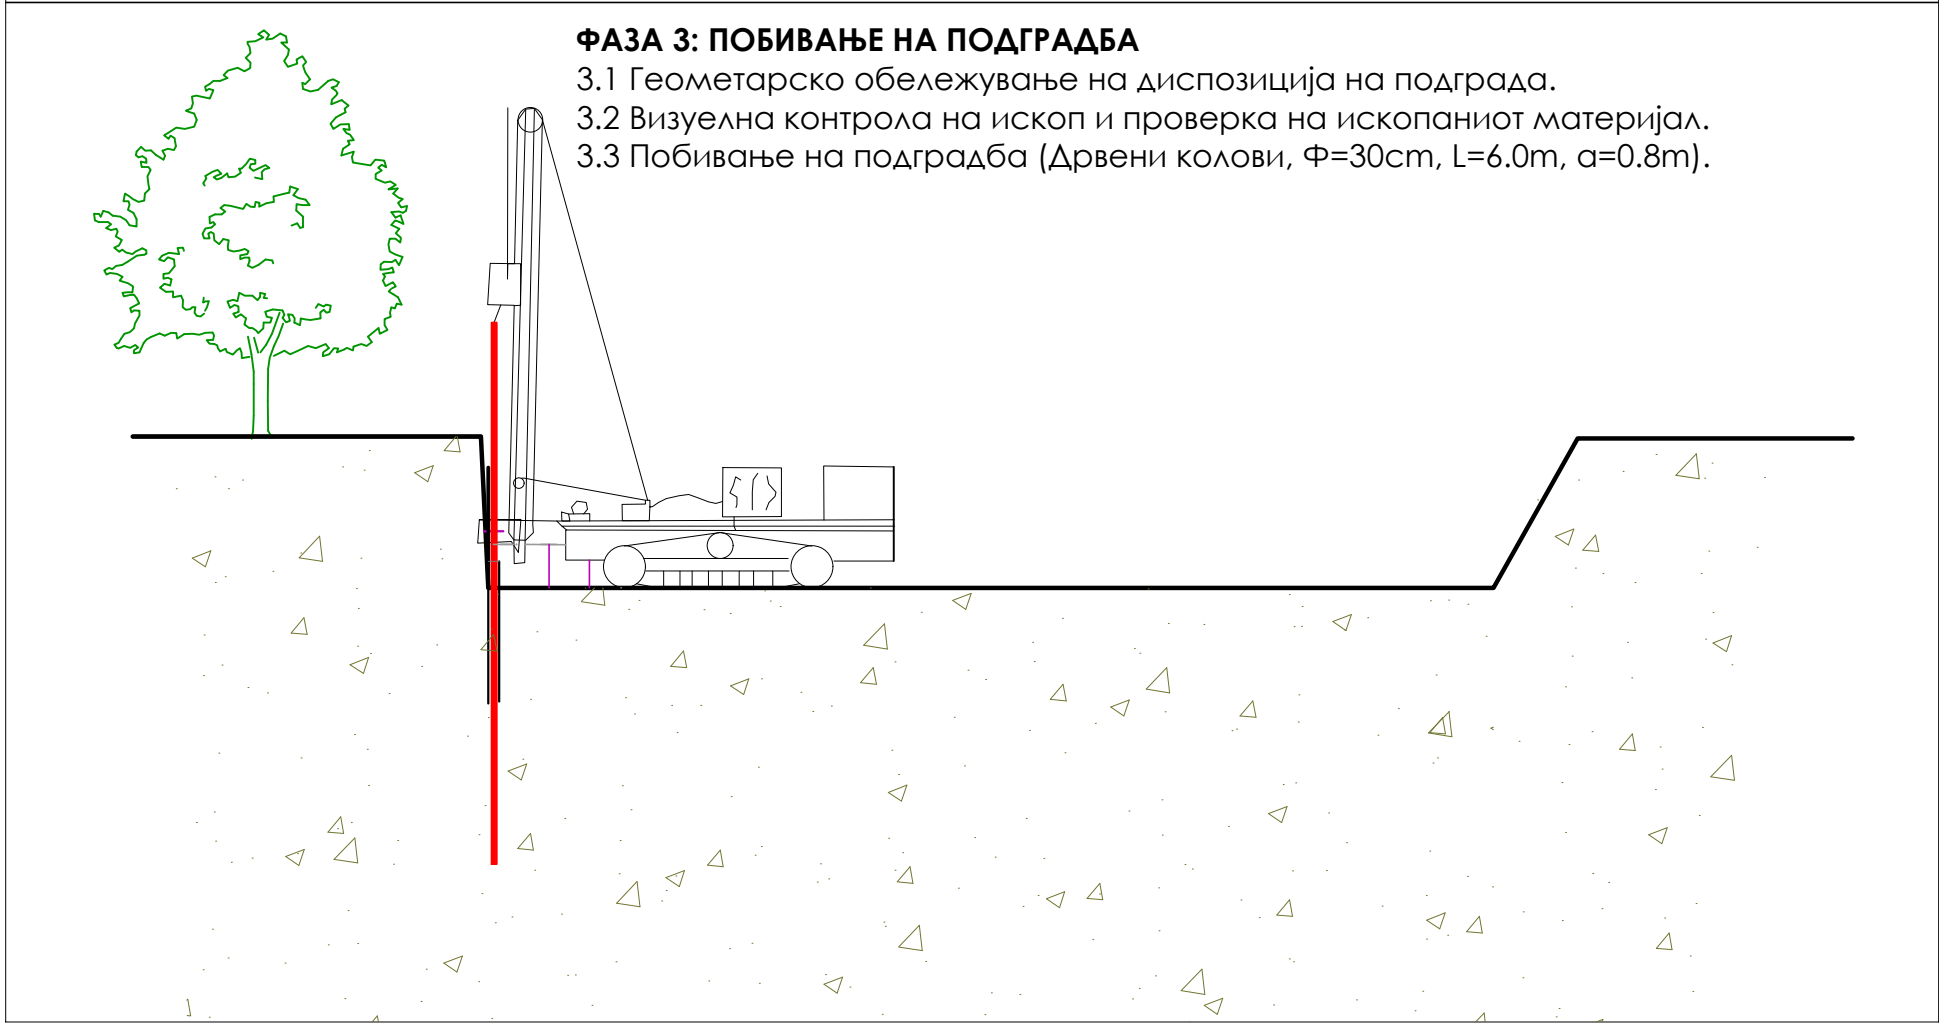 ФАЗА 3: ПОБИВАЊЕ НА ПОДГРАДБА
3.1 Геометарско обележување на диспозиција на подграда.
3.2 Визуелна контрола на ископ и проверка на ископаниот материјал.
3.3 Побивање на подградба (Дрвени колови, Ф=30cm, L=6.0m, a=0.8m).